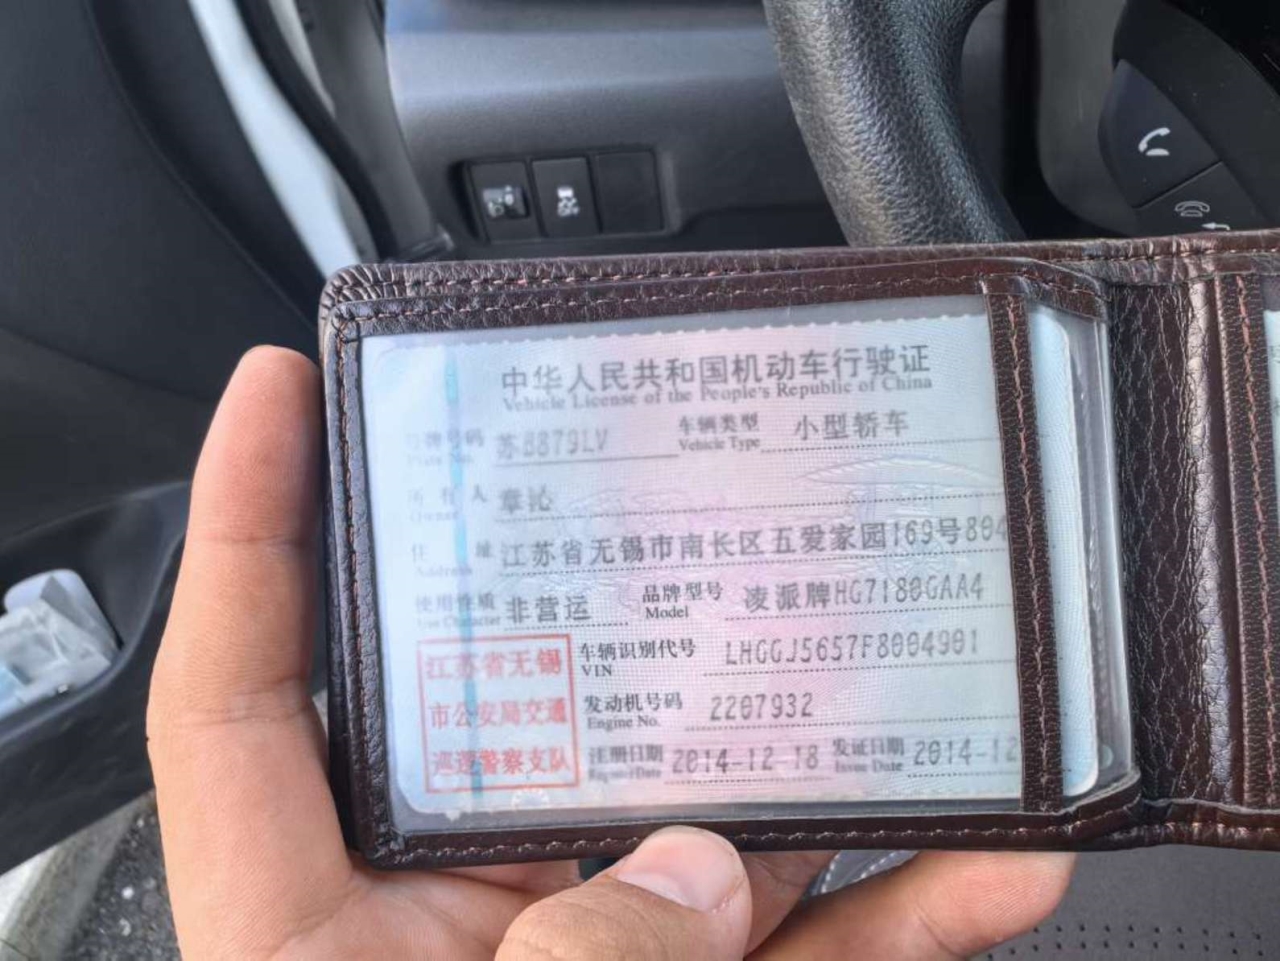 中华人民共和国机动车行驶证
Vehicle License of the People's Republic of China
号牌号码 苏B879LV 车辆类型 小型轿车
Plate No. Vehicle Type
所有人 章沁
Owner
住址 江苏省无锡市南长区五爱家园169号804
Address
使用性质 非营运 品牌型号 凌派牌HG7180GAA4
Use Character Model
江苏省无锡 车辆识别代号 LHGGJ5657F8004901
VIN
市公安局交通 发动机号码 2207932
Engine No.
巡逻警察支队 注册日期 2014-12-18 发证日期 2014-12
Register Date Issue Date